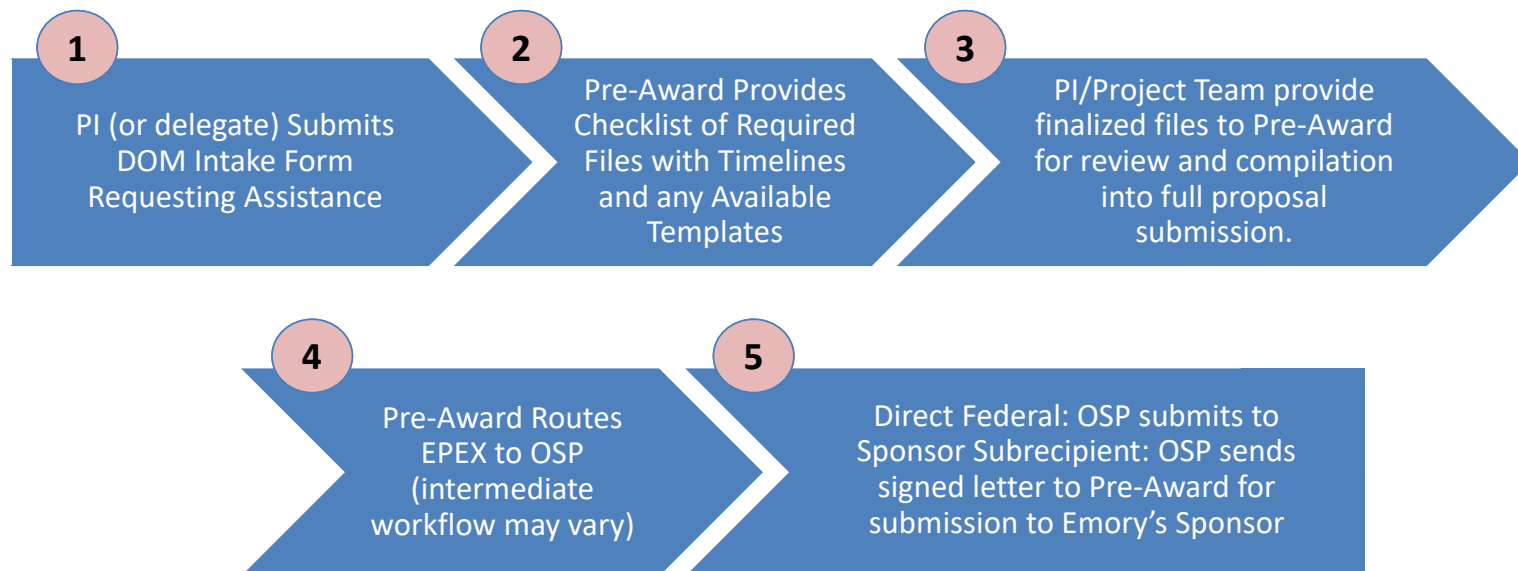 1
PI (or delegate) Submits
DOM Intake Form
Requesting Assistance
2
Pre-Award Provides
Checklist of Required
Files with Timelines
and any Available
Templates
3
PI/Project Team provide
finalized files to Pre-Award
for review and compilation
into full proposal
submission.
4
Pre-Award Routes
EPEX to OSP
(intermediate
workflow may vary)
5
Direct Federal: OSP submits to
Sponsor Subrecipient: OSP sends
signed letter to Pre-Award for
submission to Emory’s Sponsor